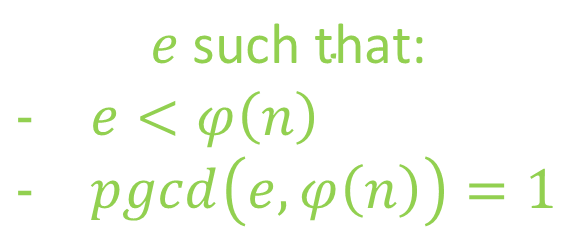 e such that:
- e < φ(n)
- pgcd(e, φ(n)) = 1